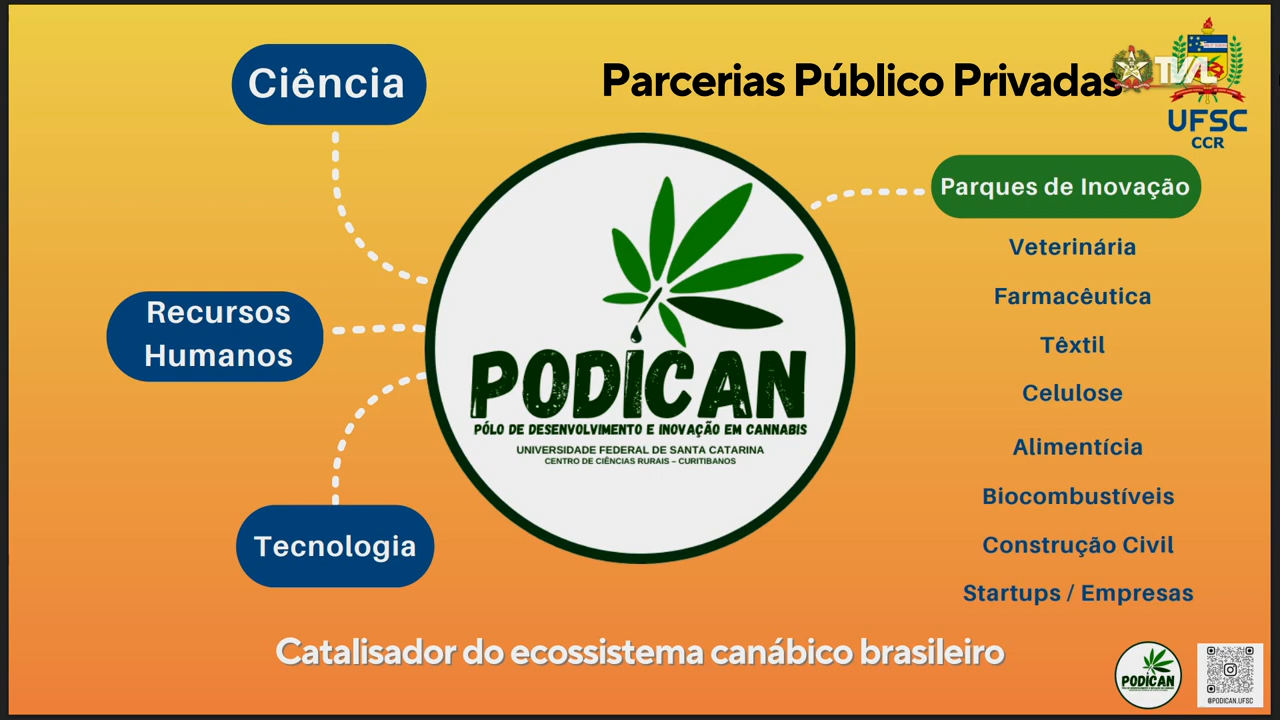 Ciência
Parcerias Público Privadas
TVAL
UFSC
CCR
Parques de Inovação
Veterinária
Farmacêutica
Têxtil
Celulose
Alimentícia
Biocombustíveis
Construção Civil
Startups / Empresas
Recursos
Humanos
PODICAN
PÓLO DE DESENVOLVIMENTO E INOVAÇÃO EM CANNABIS
UNIVERSIDADE FEDERAL DE SANTA CATARINA
CENTRO DE CIÊNCIAS RURAIS – CURITIBANOS
Tecnologia
Catalisador do ecossistema canábico brasileiro
PODICAN
@PODICAN.UFSC